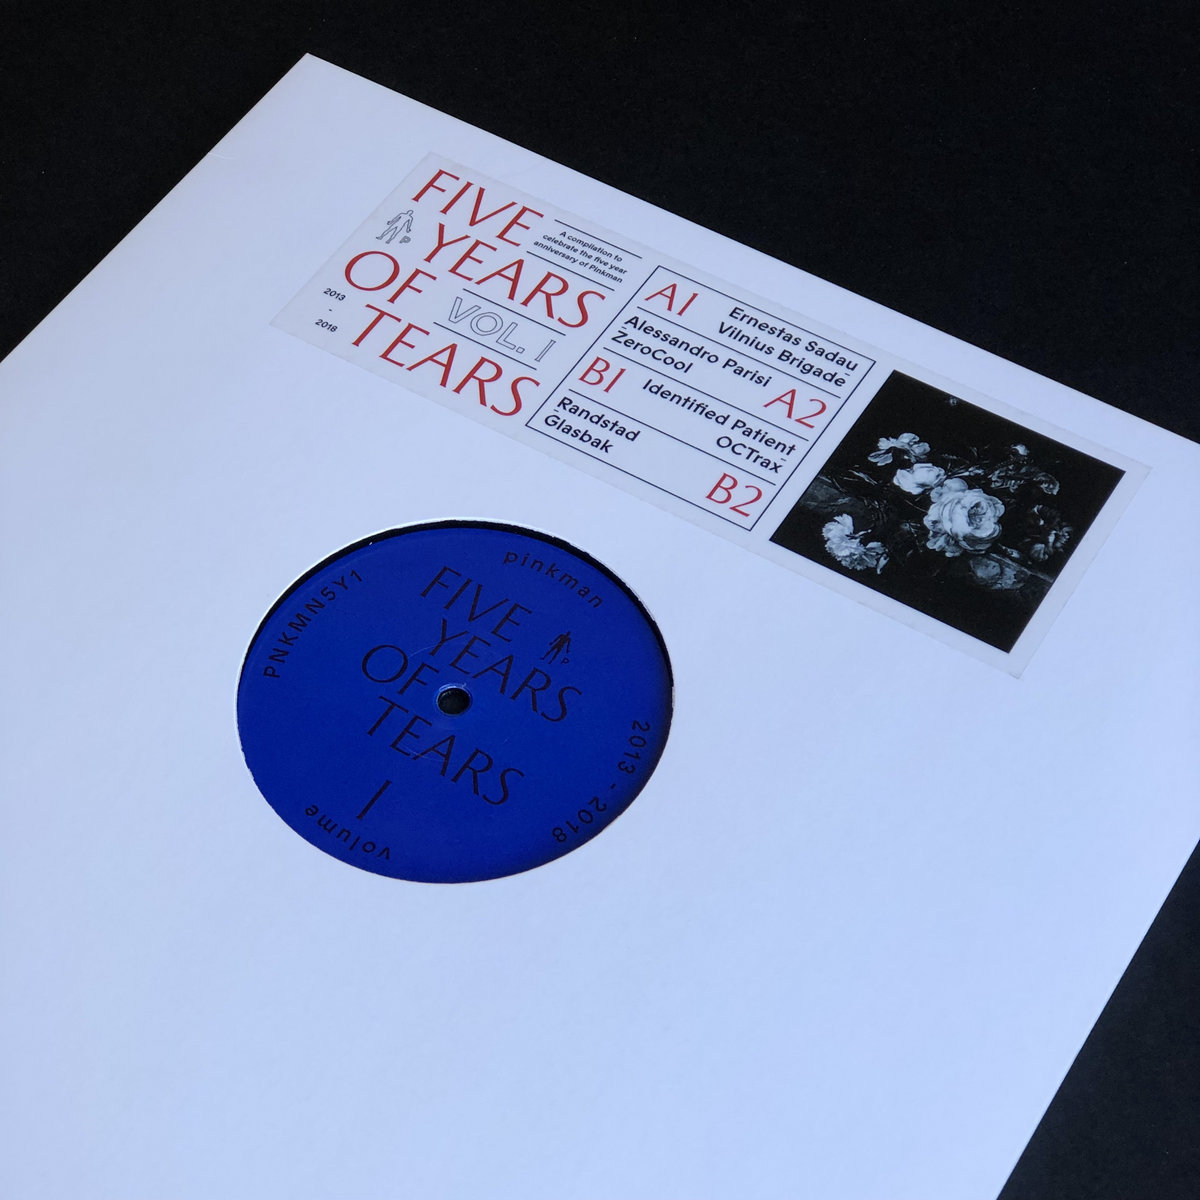 FIVE
YEARS
OF
TEARS
P
A compilation to
celebrate the five year
anniversary of Pinkman
VOL. I
2013
-
2018
A1
Ernestas Sadau
-
Vilnius Brigade
Alessandro Parisi
-
ZeroCool
A2
B1
Identified Patient
-
OCTrax
Randstad
-
Glasbak
B2
pinkman
PNKMN5Y1
FIVE
YEARS
OF
TEARS
I
P
2013 - 2018
volume